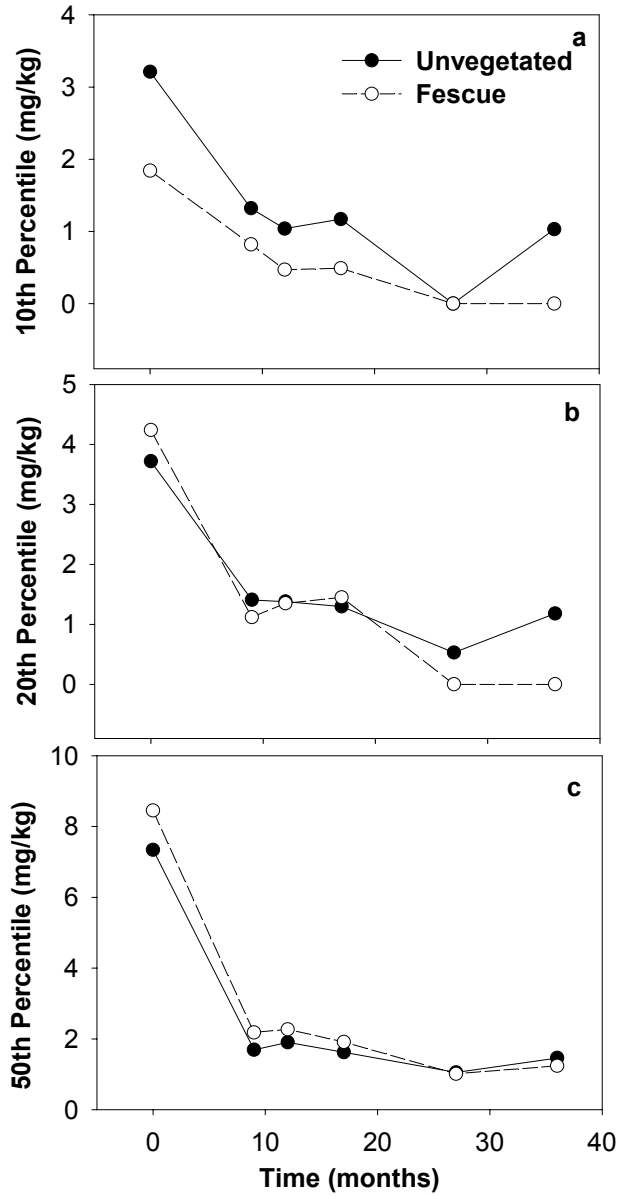 a
Unvegetated
Fescue
10th Percentile (mg/kg)
4
3
2
1
0
b
20th Percentile (mg/kg)
5
4
3
2
1
0
c
50th Percentile (mg/kg)
10
8
6
4
2
0
0 10 20 30 40
Time (months)